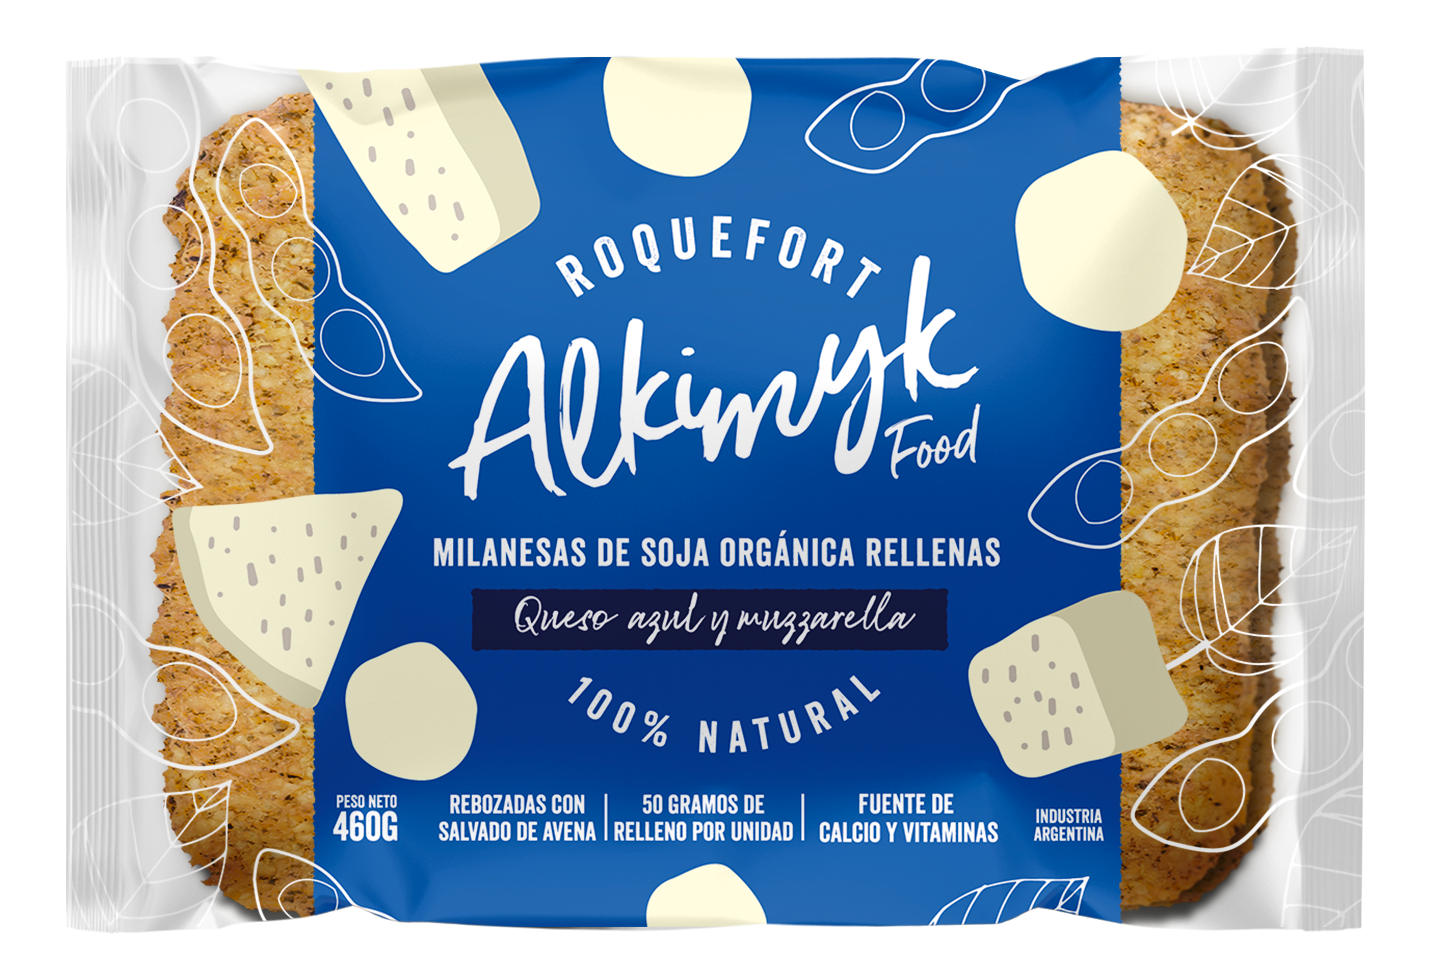 ROQUEFORT
Alkimyk
Food
MILANESAS DE SOJA ORGÁNICA RELLENAS
Queso azul y muzzarella
100% NATURAL
PESO NETO
460G
REBOZADAS CON
SALVADO DE AVENA
50 GRAMOS DE
RELLENO POR UNIDAD
FUENTE DE
CALCIO Y VITAMINAS
INDUSTRIA
ARGENTINA